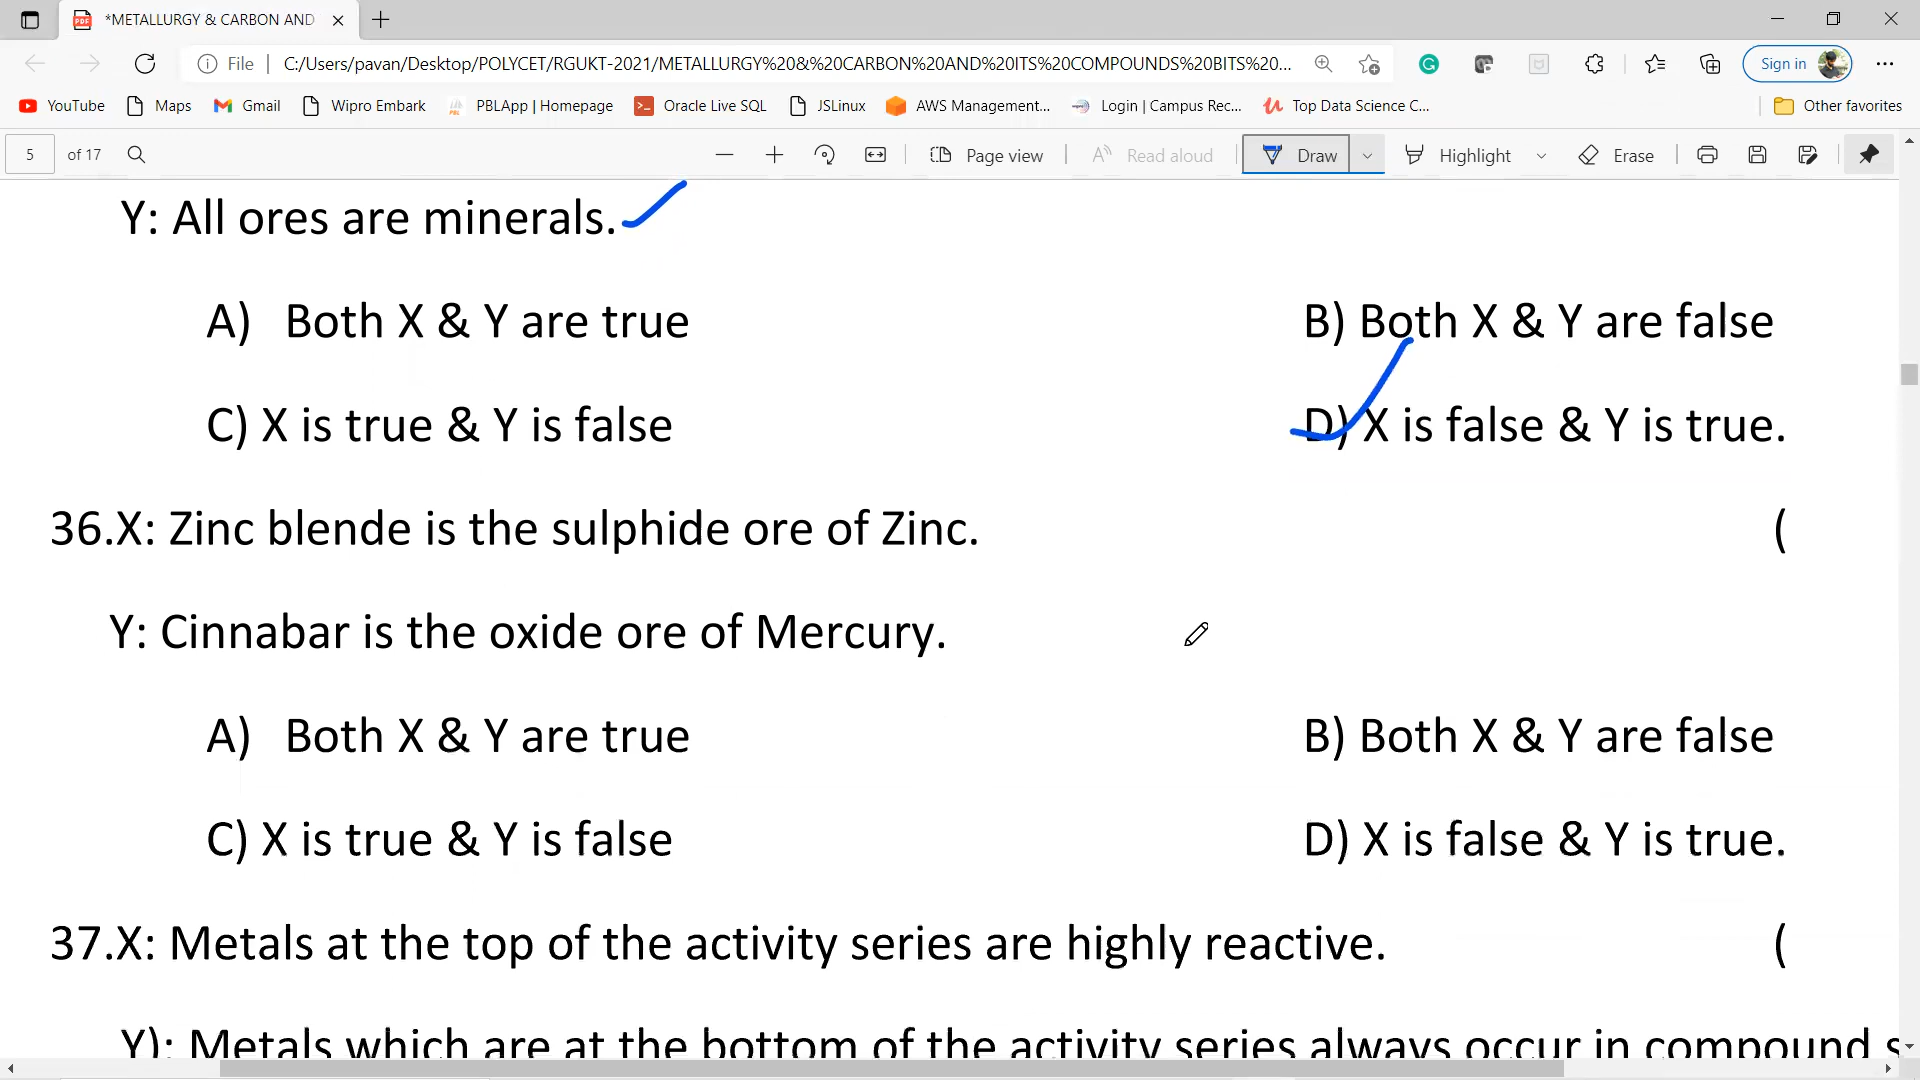 *METALLURGY & CARBON AND
File
C:/Users/pavan/Desktop/POLYCET/RGUKT-2021/METALLURGY%20&%20CARBON%20AND%20ITS%20COMPOUNDS%20BITS%20...
Sign in
YouTube Maps Gmail Wipro Embark PBLApp | Homepage Oracle Live SQL JSLinux AWS Management... Login | Campus Rec... Top Data Science C... Other favorites
5 of 17 Page view Read aloud Draw Highlight Erase
Y: All ores are minerals.
A) Both X & Y are true B) Both X & Y are false
C) X is true & Y is false D) X is false & Y is true.
36.X: Zinc blende is the sulphide ore of Zinc. (
Y: Cinnabar is the oxide ore of Mercury.
A) Both X & Y are true B) Both X & Y are false
C) X is true & Y is false D) X is false & Y is true.
37.X: Metals at the top of the activity series are highly reactive. (
Y): Metals which are at the bottom of the activity series always occur in compound s